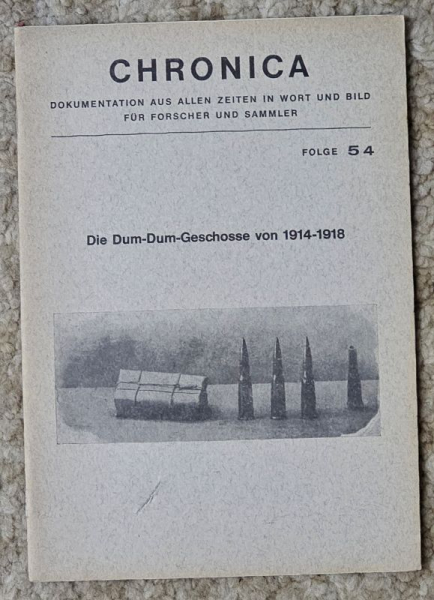 CHRONICA
DOKUMENTATION AUS ALLEN ZEITEN IN WORT UND BILD
FÜR FORSCHER UND SAMMLER
FOLGE 54
Die Dum-Dum-Geschosse von 1914-1918